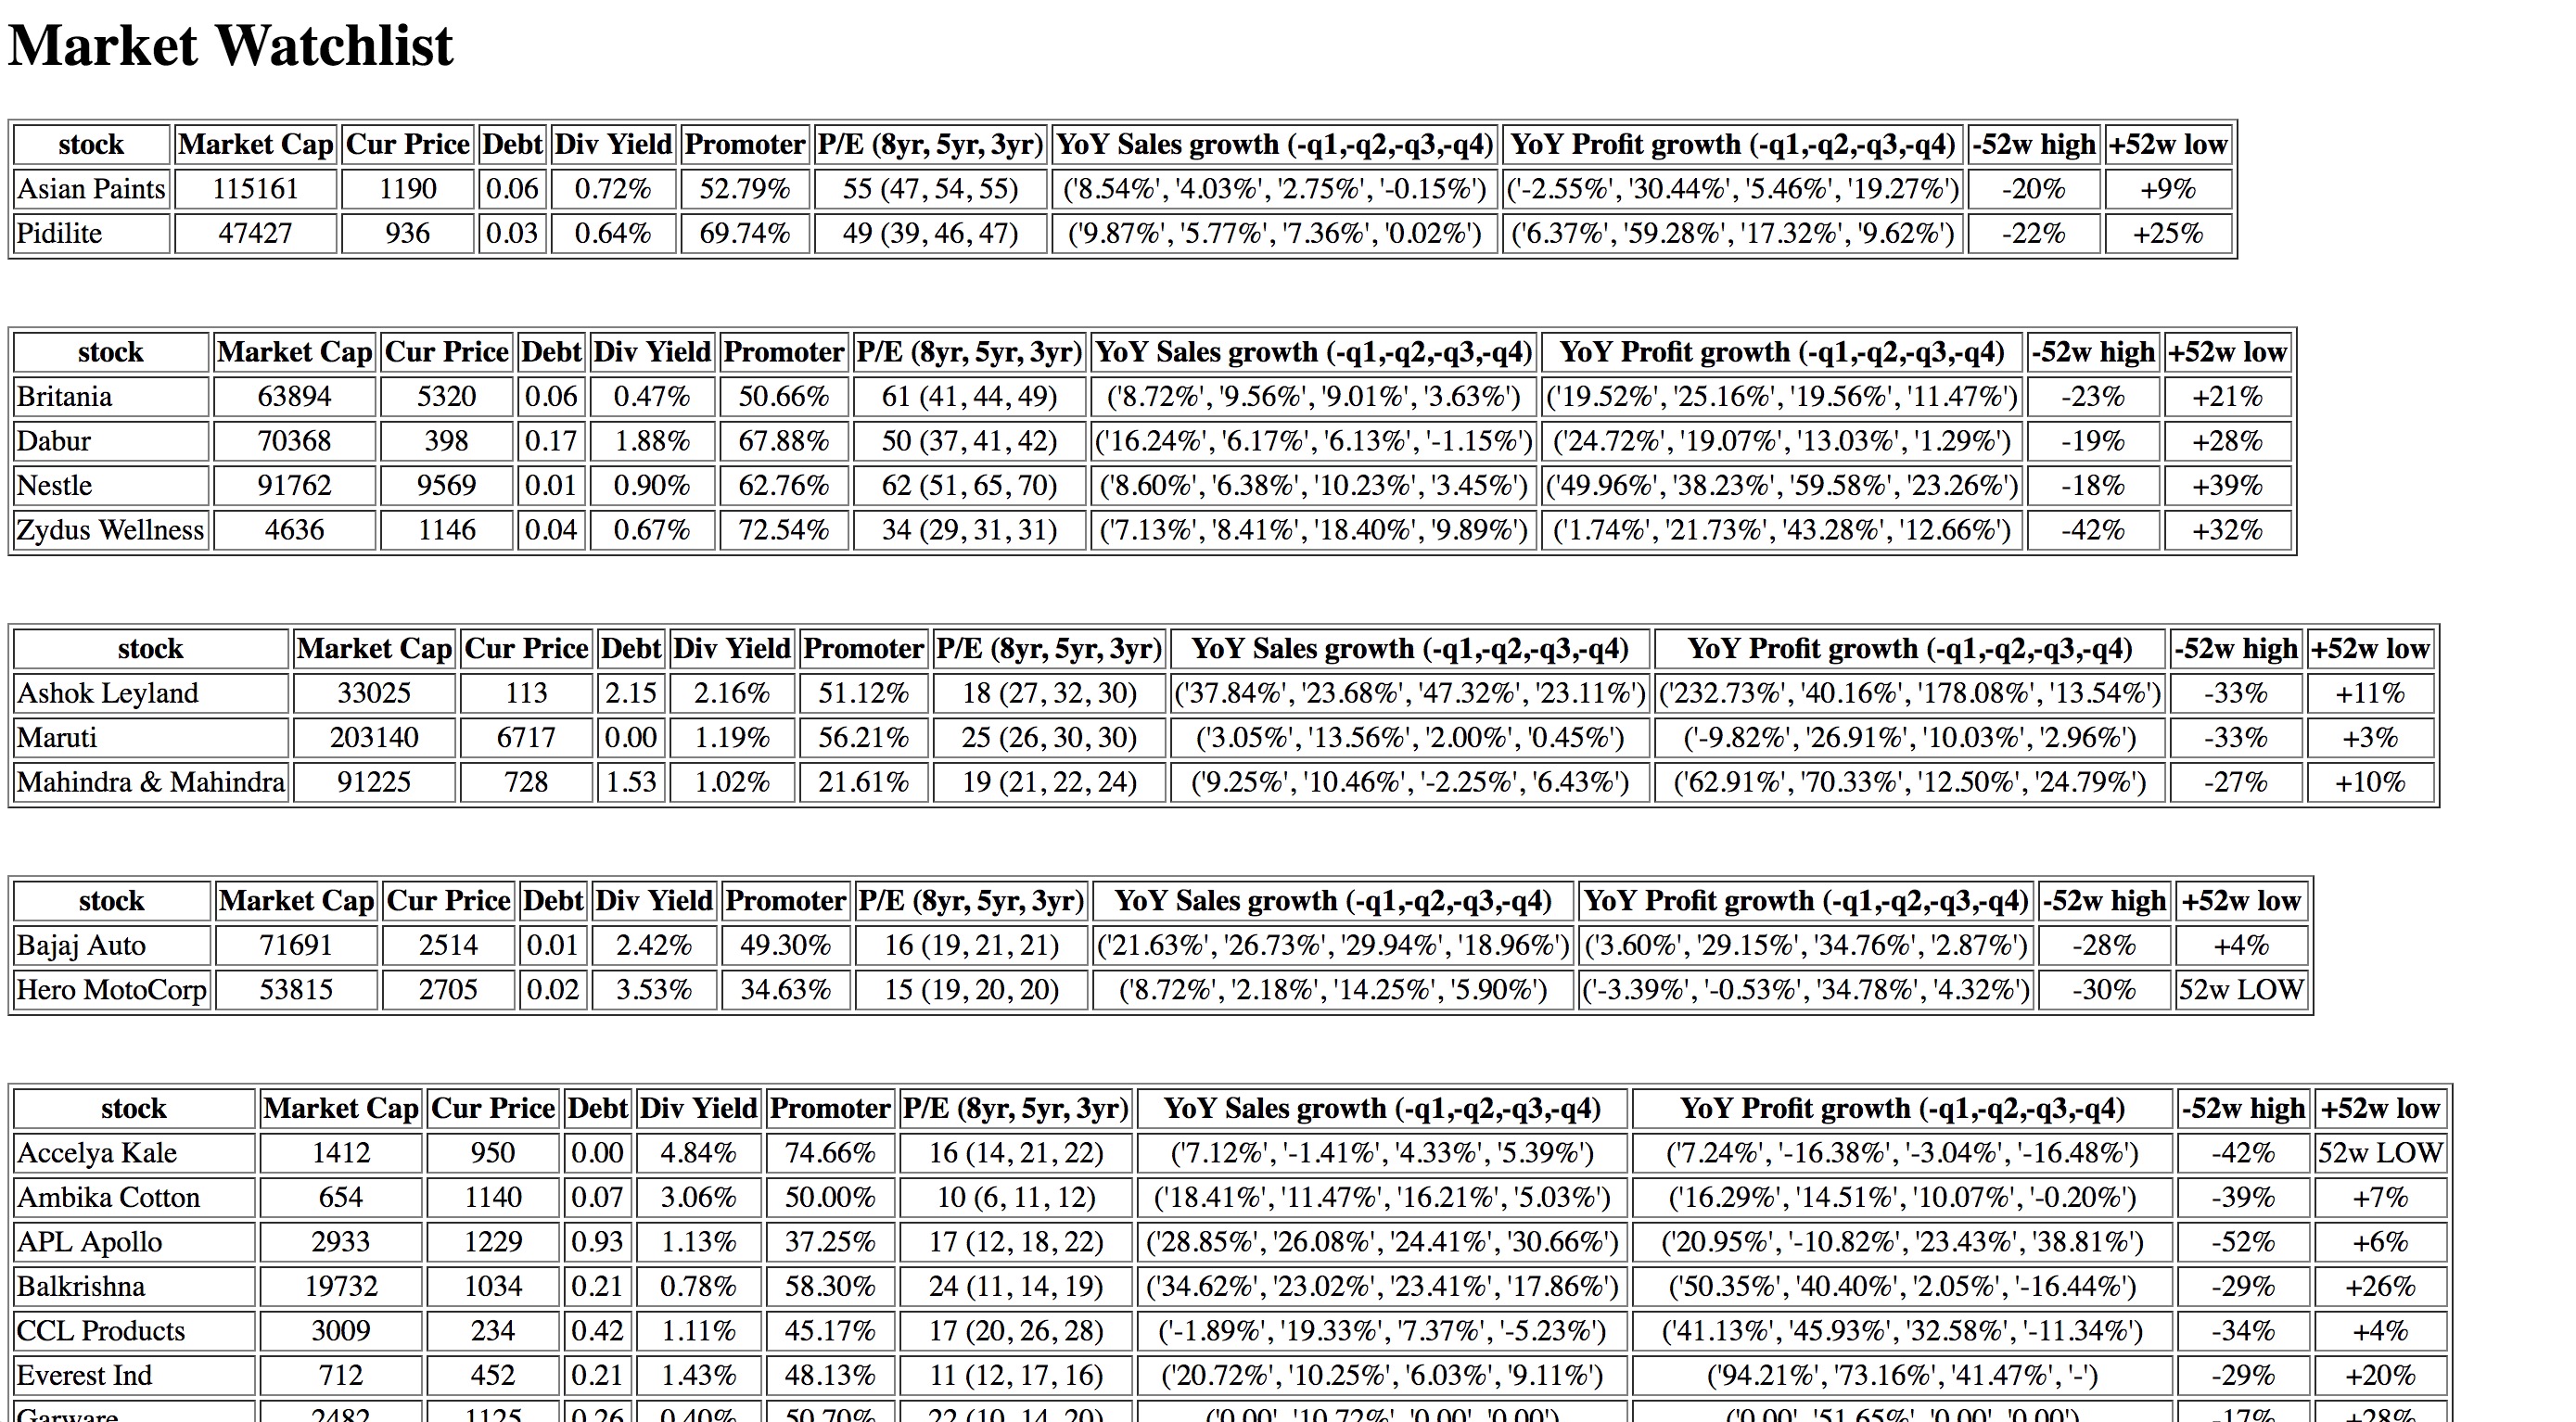 Market Watchlist
stock Market Cap Cur Price Debt Div Yield Promoter P/E (8yr, 5yr, 3yr) YoY Sales growth (-q1,-q2,-q3,-q4) YoY Profit growth (-q1,-q2,-q3,-q4) -52w high +52w low
Asian Paints 115161 1190 0.06 0.72% 52.79% 55 (47, 54, 55) ('8.54%', '4.03%', '2.75%', '-0.15%') ('-2.55%', '30.44%', '5.46%', '19.27%') -20% +9%
Pidilite 47427 936 0.03 0.64% 69.74% 49 (39, 46, 47) ('9.87%', '5.77%', '7.36%', '0.02%') ('6.37%', '59.28%', '17.32%', '9.62%') -22% +25%
stock Market Cap Cur Price Debt Div Yield Promoter P/E (8yr, 5yr, 3yr) YoY Sales growth (-q1,-q2,-q3,-q4) YoY Profit growth (-q1,-q2,-q3,-q4) -52w high +52w low
Britania 63894 5320 0.06 0.47% 50.66% 61 (41, 44, 49) ('8.72%', '9.56%', '9.01%', '3.63%') ('19.52%', '25.16%', '19.56%', '11.47%') -23% +21%
Dabur 70368 398 0.17 1.88% 67.88% 50 (37, 41, 42) ('16.24%', '6.17%', '6.13%', '-1.15%') ('24.72%', '19.07%', '13.03%', '1.29%') -19% +28%
Nestle 91762 9569 0.01 0.90% 62.76% 62 (51, 65, 70) ('8.60%', '6.38%', '10.23%', '3.45%') ('49.96%', '38.23%', '59.58%', '23.26%') -18% +39%
Zydus Wellness 4636 1146 0.04 0.67% 72.54% 34 (29, 31, 31) ('7.13%', '8.41%', '18.40%', '9.89%') ('1.74%', '21.73%', '43.28%', '12.66%') -42% +32%
stock Market Cap Cur Price Debt Div Yield Promoter P/E (8yr, 5yr, 3yr) YoY Sales growth (-q1,-q2,-q3,-q4) YoY Profit growth (-q1,-q2,-q3,-q4) -52w high +52w low
Ashok Leyland 33025 113 2.15 2.16% 51.12% 18 (27, 32, 30) ('37.84%', '23.68%', '47.32%', '23.11%') ('232.73%', '40.16%', '178.08%', '13.54%') -33% +11%
Maruti 203140 6717 0.00 1.19% 56.21% 25 (26, 30, 30) ('3.05%', '13.56%', '2.00%', '0.45%') ('-9.82%', '26.91%', '10.03%', '2.96%') -33% +3%
Mahindra & Mahindra 91225 728 1.53 1.02% 21.61% 19 (21, 22, 24) ('9.25%', '10.46%', '-2.25%', '6.43%') ('62.91%', '70.33%', '12.50%', '24.79%') -27% +10%
stock Market Cap Cur Price Debt Div Yield Promoter P/E (8yr, 5yr, 3yr) YoY Sales growth (-q1,-q2,-q3,-q4) YoY Profit growth (-q1,-q2,-q3,-q4) -52w high +52w low
Bajaj Auto 71691 2514 0.01 2.42% 49.30% 16 (19, 21, 21) ('21.63%', '26.73%', '29.94%', '18.96%') ('3.60%', '29.15%', '34.76%', '2.87%') -28% +4%
Hero MotoCorp 53815 2705 0.02 3.53% 34.63% 15 (19, 20, 20) ('8.72%', '2.18%', '14.25%', '5.90%') ('-3.39%', '-0.53%', '34.78%', '4.32%') -30% 52w LOW
stock Market Cap Cur Price Debt Div Yield Promoter P/E (8yr, 5yr, 3yr) YoY Sales growth (-q1,-q2,-q3,-q4) YoY Profit growth (-q1,-q2,-q3,-q4) -52w high +52w low
Accelya Kale 1412 950 0.00 4.84% 74.66% 16 (14, 21, 22) ('7.12%', '-1.41%', '4.33%', '5.39%') ('7.24%', '-16.38%', '-3.04%', '-16.48%') -42% 52w LOW
Ambika Cotton 654 1140 0.07 3.06% 50.00% 10 (6, 11, 12) ('18.41%', '11.47%', '16.21%', '5.03%') ('16.29%', '14.51%', '10.07%', '-0.20%') -39% +7%
APL Apollo 2933 1229 0.93 1.13% 37.25% 17 (12, 18, 22) ('28.85%', '26.08%', '24.41%', '30.66%') ('20.95%', '-10.82%', '23.43%', '38.81%') -52% +6%
Balkrishna 19732 1034 0.21 0.78% 58.30% 24 (11, 14, 19) ('34.62%', '23.02%', '23.41%', '17.86%') ('50.35%', '40.40%', '2.05%', '-16.44%') -29% +26%
CCL Products 3009 234 0.42 1.11% 45.17% 17 (20, 26, 28) ('-1.89%', '19.33%', '7.37%', '-5.23%') ('41.13%', '45.93%', '32.58%', '-11.34%') -34% +4%
Everest Ind 712 452 0.21 1.43% 48.13% 11 (12, 17, 16) ('20.72%', '10.25%', '6.03%', '9.11%') ('94.21%', '73.16%', '41.47%', '-') -29% +20%
Garware 2482 1125 0.26 0.40% 50.70% 22 (10, 14, 20) ('0.00', '10.72%', '0.00', '0.00') ('0.00', '51.65%', '0.00', '0.00') -17% +28%